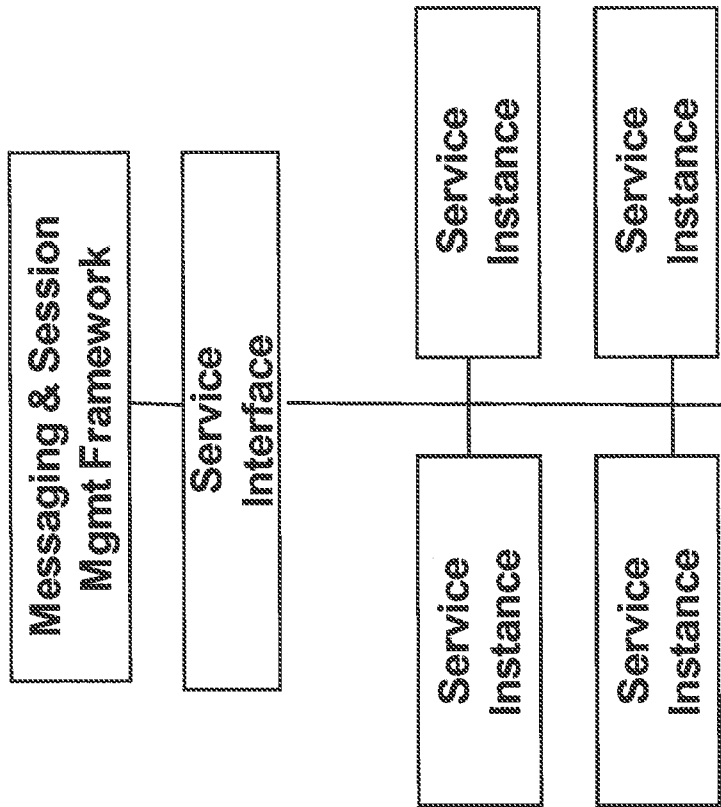 Messaging & Session
Mgmt Framework
Service
Interface
Service
Instance
Service
Instance
Service
Instance
Service
Instance